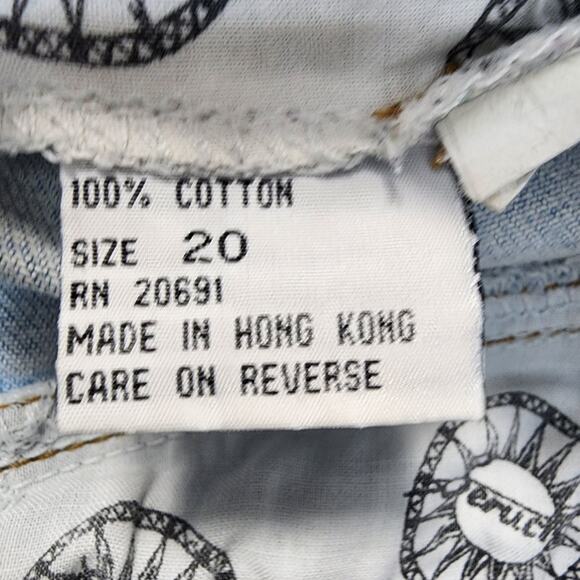 100% COTTON
SIZE 20
RN 20691
MADE IN HONG KONG
CARE ON REVERSE